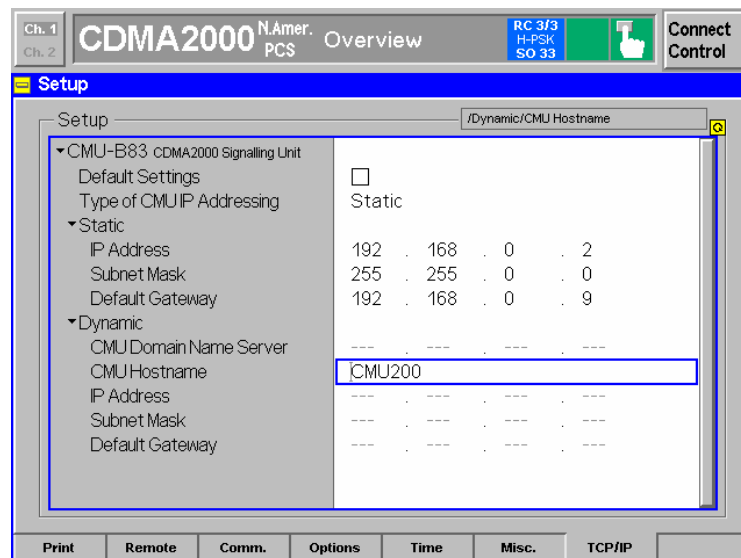 Ch. 1
Ch. 2
CDMA2000 N.Amer. PCS Overview
RC 3/3
H-PSK
SO 33
Connect
Control
Setup
Setup
/Dynamic/CMU Hostname
CMU-B83 CDMA2000 Signalling Unit
Default Settings
Type of CMU IP Addressing Static
Static
IP Address 192 . 168 . 0 . 2
Subnet Mask 255 . 255 . 0 . 0
Default Gateway 192 . 168 . 0 . 9
Dynamic
CMU Domain Name Server --- . --- . --- . ---
CMU Hostname CMU200
IP Address --- . --- . --- . ---
Subnet Mask --- . --- . --- . ---
Default Gateway --- . --- . --- . ---
Print Remote Comm. Options Time Misc. TCP/IP